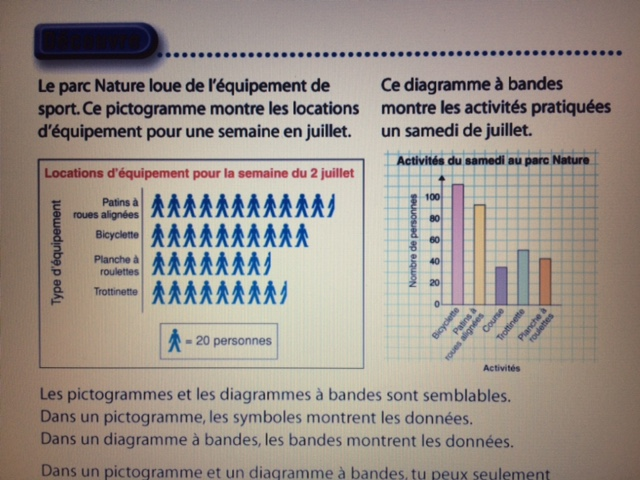 Le parc Nature loue de l'équipement de
sport. Ce pictogramme montre les locations
d'équipement pour une semaine en juillet.
Locations d'équipement pour la semaine du 2 juillet
Type d'équipement
Patins à
roues alignées
Bicyclette
Planche à
roulettes
Trottinette
= 20 personnes
Ce diagramme à bandes
montre les activités pratiquées
un samedi de juillet.
Activités du samedi au parc Nature
Nombre de personnes
100
80
60
40
20
0
Bicyclette
Patins à
roues alignées
Course
Trottinette
Planche à
roulettes
Activités
Les pictogrammes et les diagrammes à bandes sont semblables.
Dans un pictogramme, les symboles montrent les données.
Dans un diagramme à bandes, les bandes montrent les données.
Dans un pictogramme et un diagramme à bandes, tu peux seulement